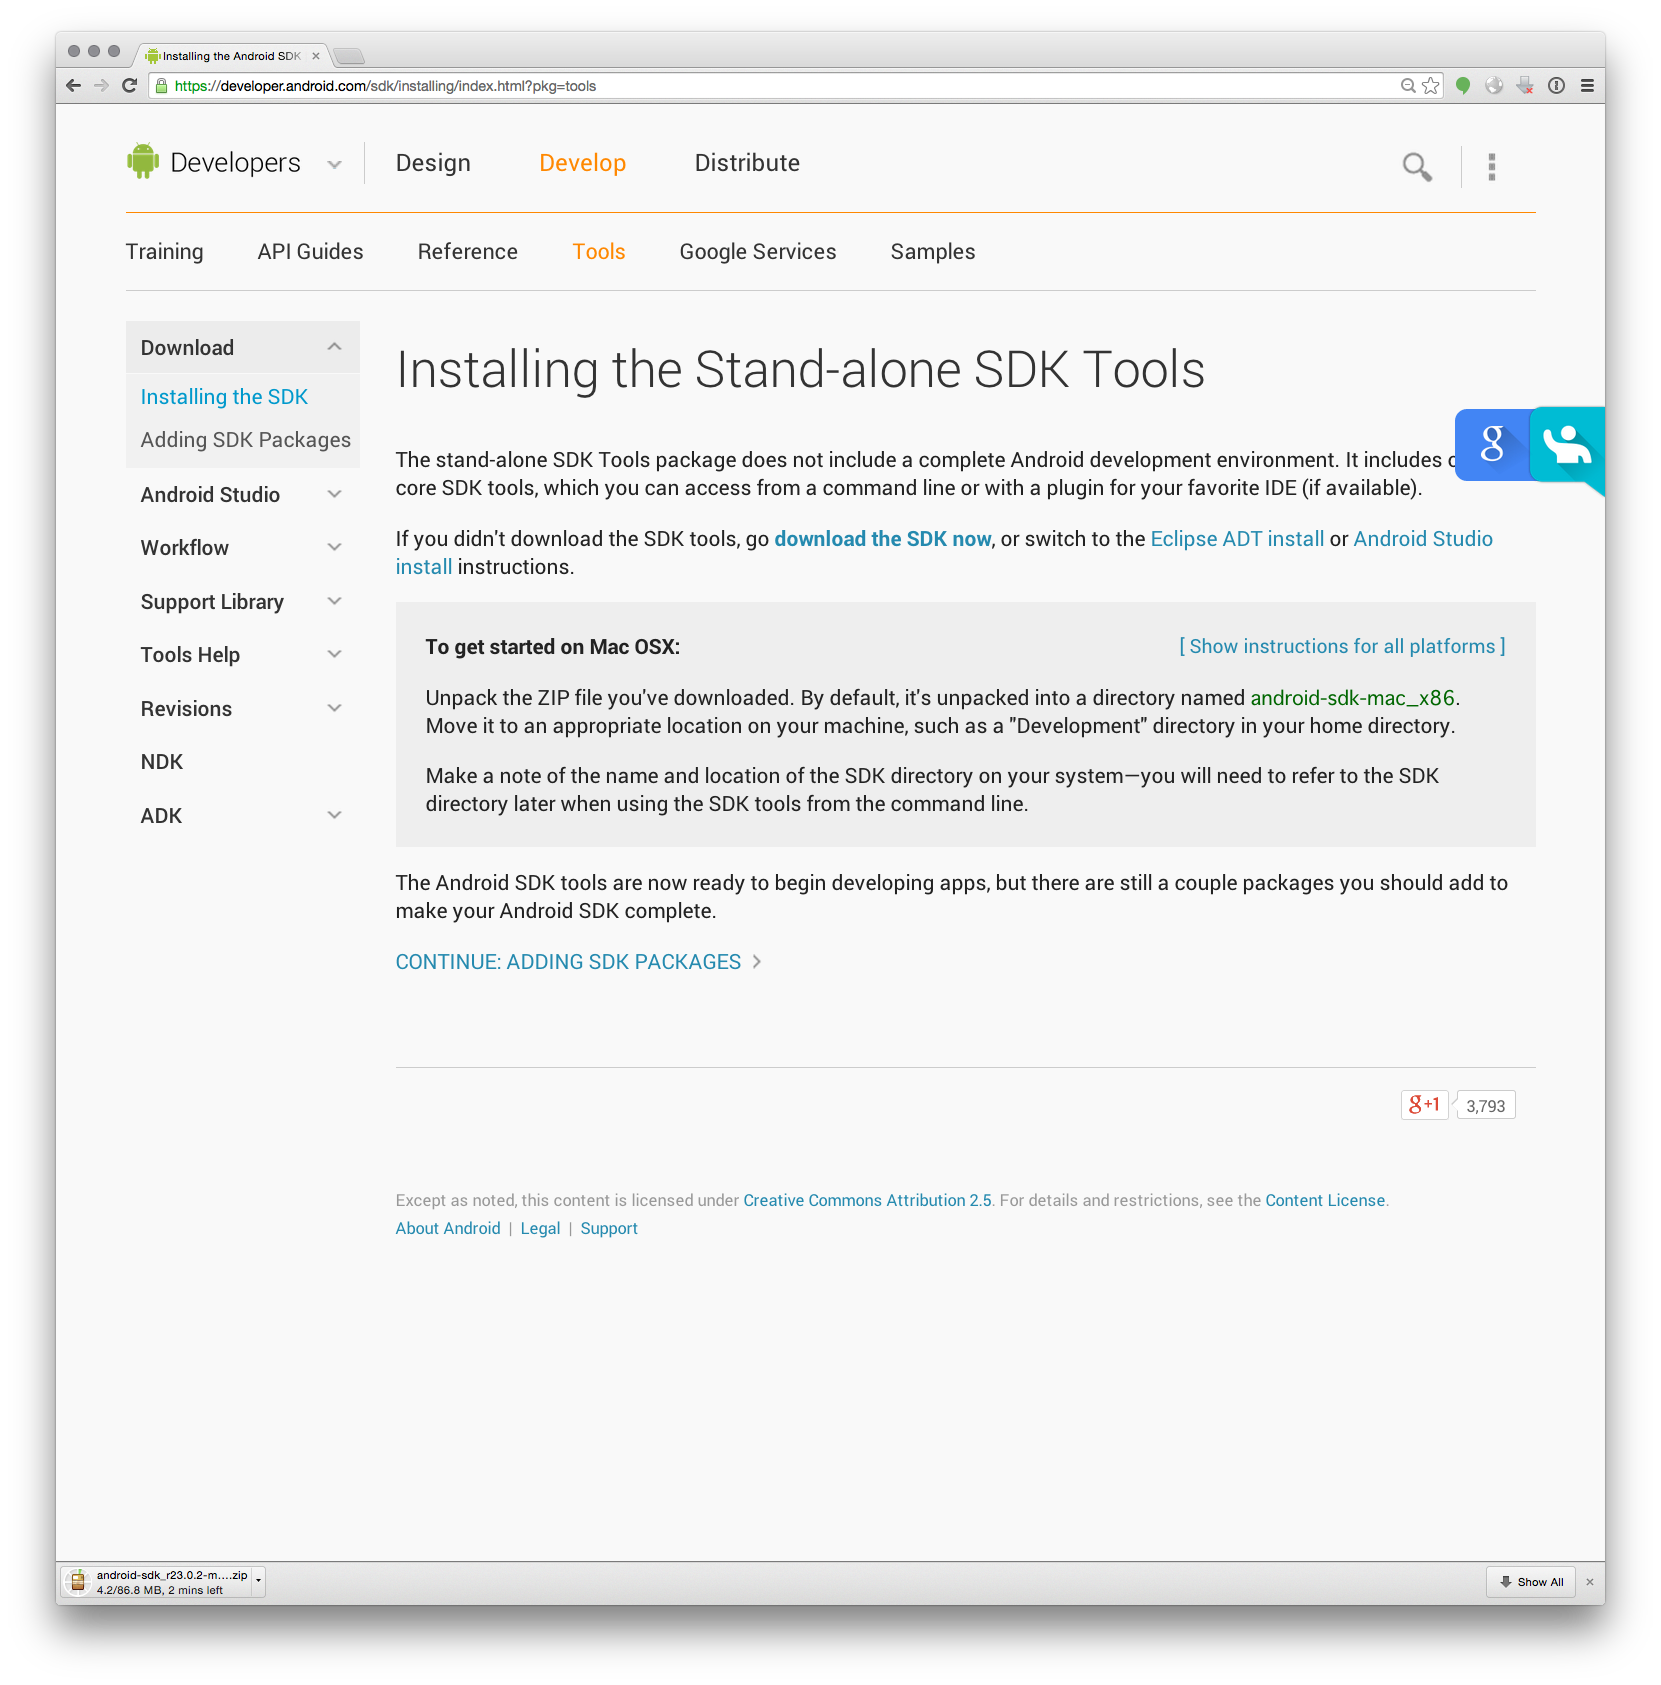 Installing the Android SDK
https://developer.android.com/sdk/installing/index.html?pkg=tools
Developers
Design
Develop
Distribute
Training
API Guides
Reference
Tools
Google Services
Samples
Download
Installing the SDK
Adding SDK Packages
Android Studio
Workflow
Support Library
Tools Help
Revisions
NDK
ADK
Installing the Stand-alone SDK Tools
The stand-alone SDK Tools package does not include a complete Android development environment. It includes
core SDK tools, which you can access from a command line or with a plugin for your favorite IDE (if available).
If you didn't download the SDK tools, go download the SDK now, or switch to the Eclipse ADT install or Android Studio
install instructions.
To get started on Mac OSX:
[ Show instructions for all platforms ]
Unpack the ZIP file you've downloaded. By default, it's unpacked into a directory named android-sdk-mac_x86.
Move it to an appropriate location on your machine, such as a "Development" directory in your home directory.
Make a note of the name and location of the SDK directory on your system—you will need to refer to the SDK
directory later when using the SDK tools from the command line.
The Android SDK tools are now ready to begin developing apps, but there are still a couple packages you should add to
make your Android SDK complete.
CONTINUE: ADDING SDK PACKAGES
g
g+1
3,793
Except as noted, this content is licensed under Creative Commons Attribution 2.5. For details and restrictions, see the Content License.
About Android | Legal | Support
android-sdk_r23.0.2-m....zip
4.2/86.8 MB, 2 mins left
Show All